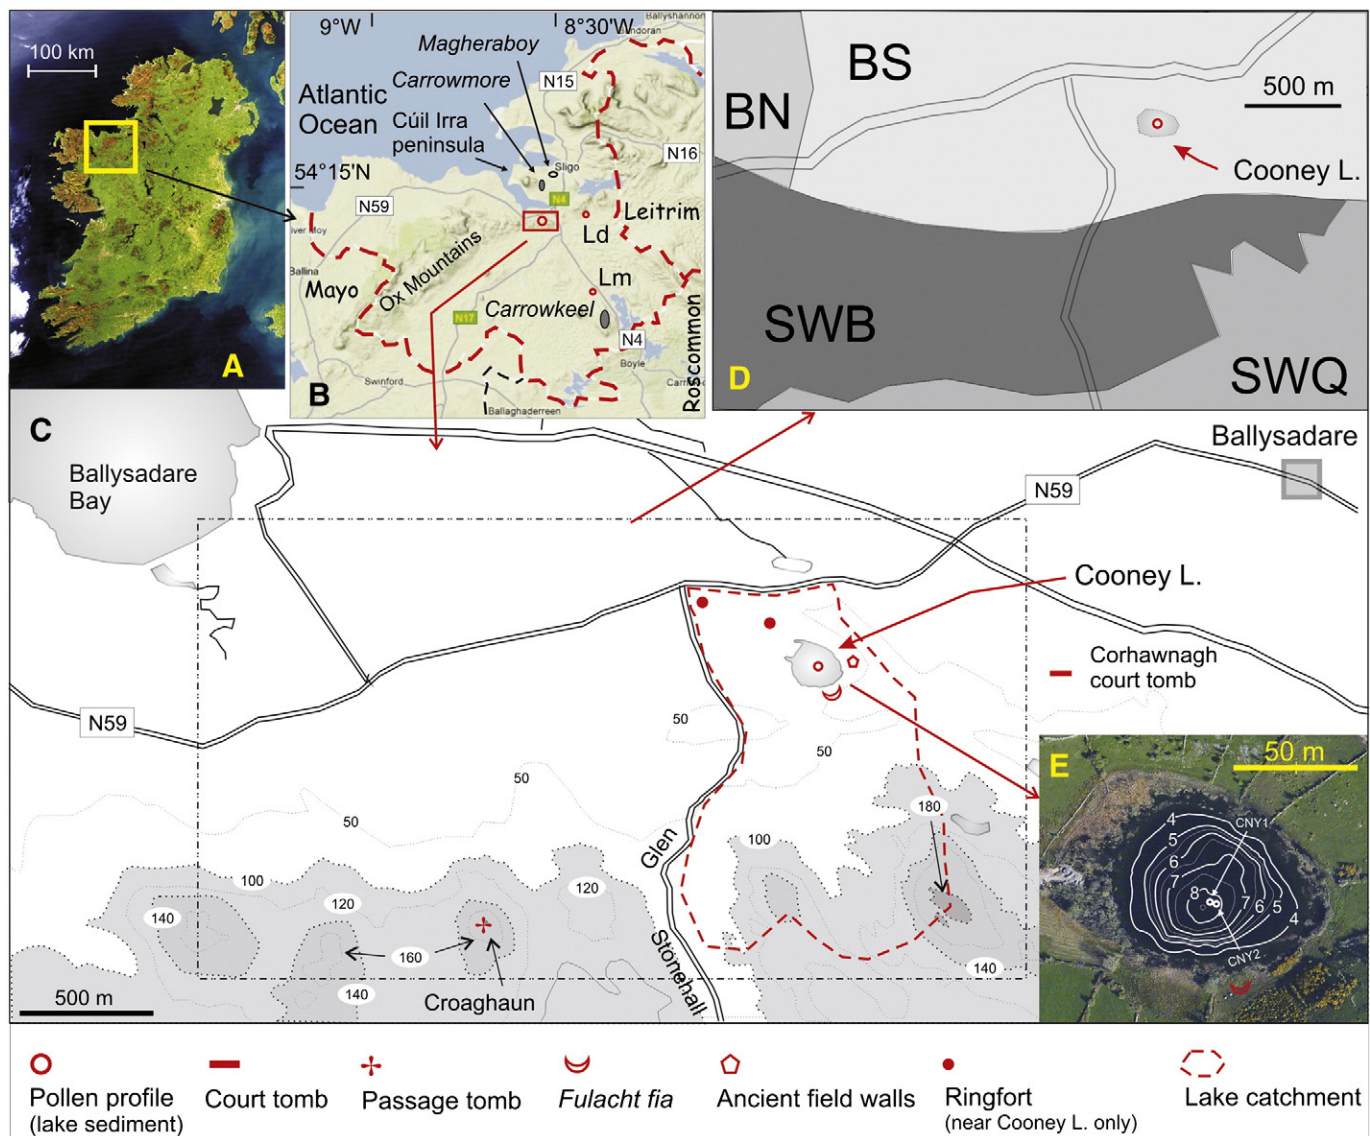 100 km
A
9°W
8°30'W
Ballyshannon
Magheraboy
Carrowmore
N15
Atlantic
Ocean
Cúil Irra
peninsula
N16
Sligo
54°15'N
N59
N4
Leitrim
Ld
Ballina
Ox Mountains
Mayo
Lm
Carrowkeel
N17
N4
Roscommon
Boyle
Swinford
B
Ballaghaderreen
BS
BN
500 m
Cooney L.
SWB
D
SWQ
C
Ballysadare
Bay
Ballysadare
N59
Cooney L.
Corhawnagh
court tomb
N59
50
50
50
50
Glen
Stonehall
180
100
100
120
120
140
160
140
140
Croaghaun
500 m
E
50 m
4
5
6
7
8
7
6
5
4
CNY1
CNY2
Pollen profile
(lake sediment)
Court tomb
Passage tomb
Fulacht fia
Ancient field walls
Ringfort
(near Cooney L. only)
Lake catchment